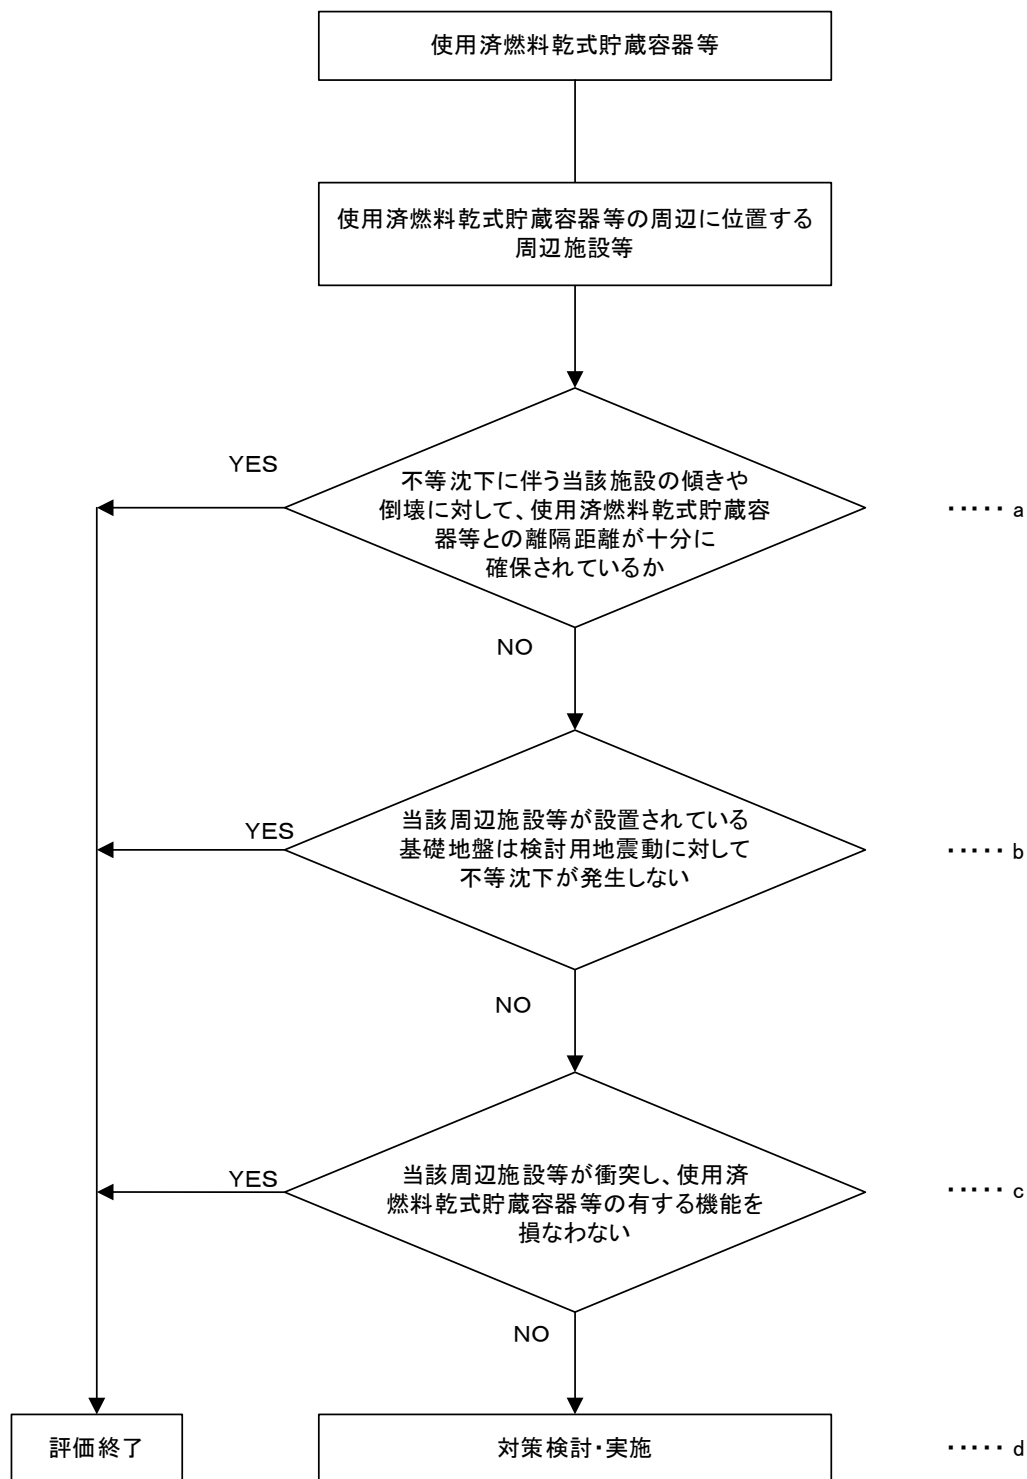 使用済燃料乾式貯蔵容器等
使用済燃料乾式貯蔵容器等の周辺に位置する
周辺施設等
YES
不等沈下に伴う当該施設の傾きや
倒壊に対して、使用済燃料乾式貯蔵容
器等との離隔距離が十分に
確保されているか
····· a
NO
YES
当該周辺施設等が設置されている
基礎地盤は検討用地震動に対して
不等沈下が発生しない
····· b
NO
YES
当該周辺施設等が衝突し、使用済
燃料乾式貯蔵容器等の有する機能を
損なわない
····· c
NO
評価終了
対策検討・実施
····· d